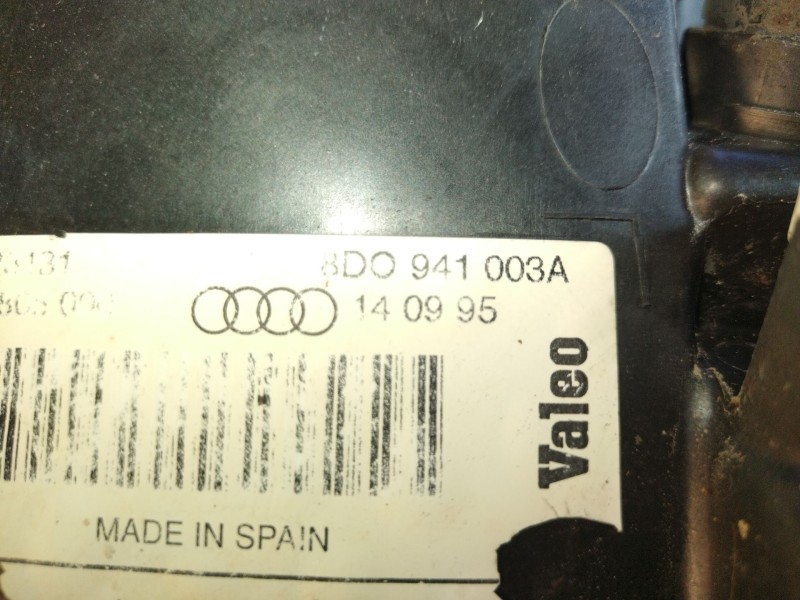 8DO 941 003A
14 09 95
Valeo
MADE IN SPAIN